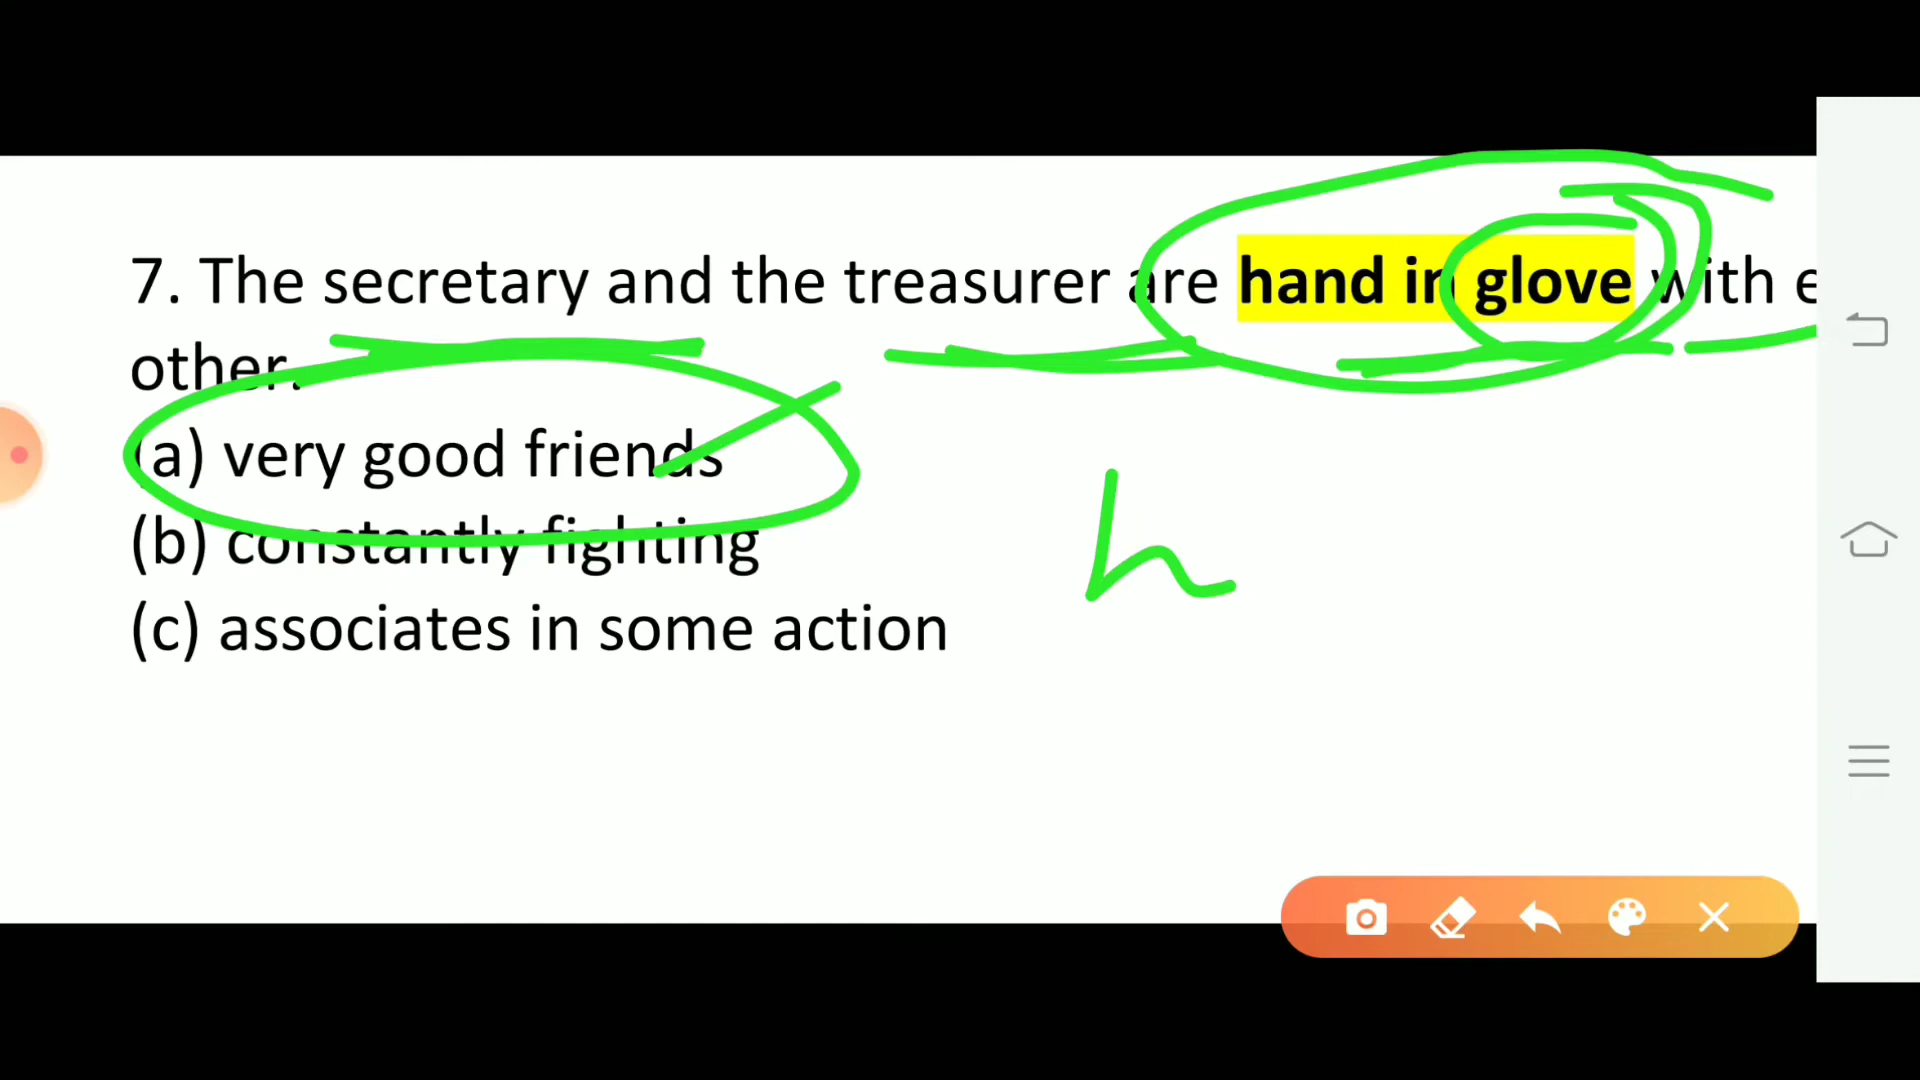 7. The secretary and the treasurer are hand in glove with e
other.
(a) very good friends
(b) constantly fighting
(c) associates in some action
h